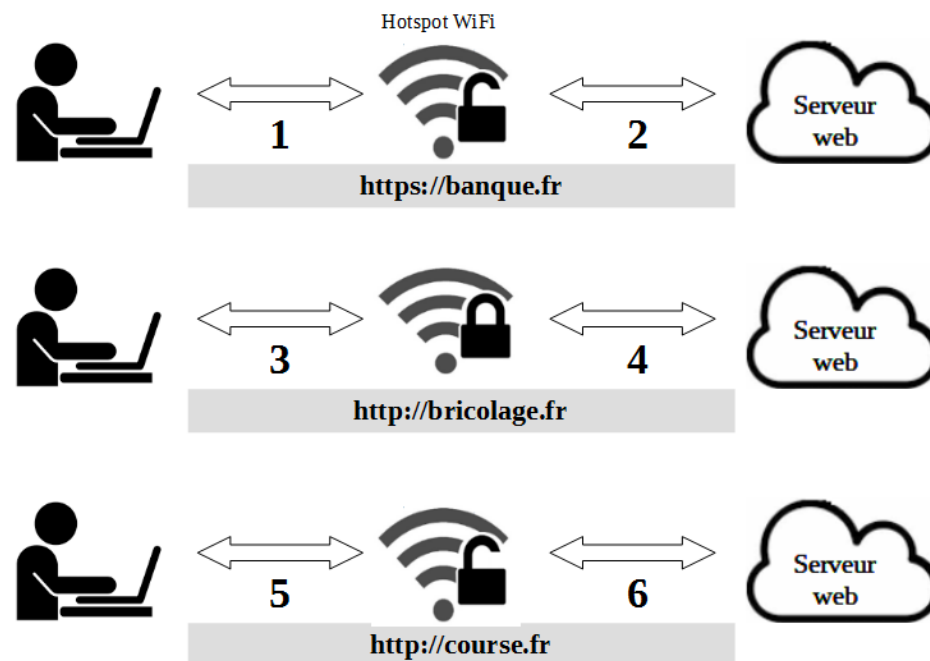 Hotspot WiFi
1
2
Serveur
web
https://banque.fr
3
4
Serveur
web
http://bricolage.fr
5
6
Serveur
web
http://course.fr